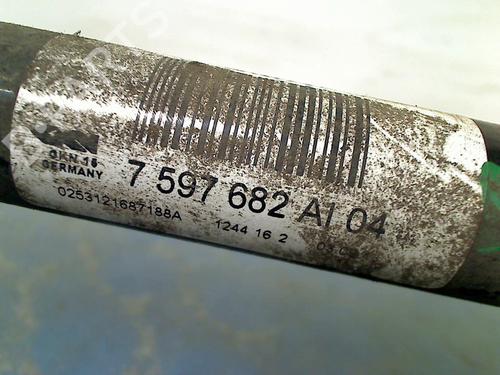 GKN 16
GERMANY
7 597 682 AI 04
0253121687188A
1244 16 2